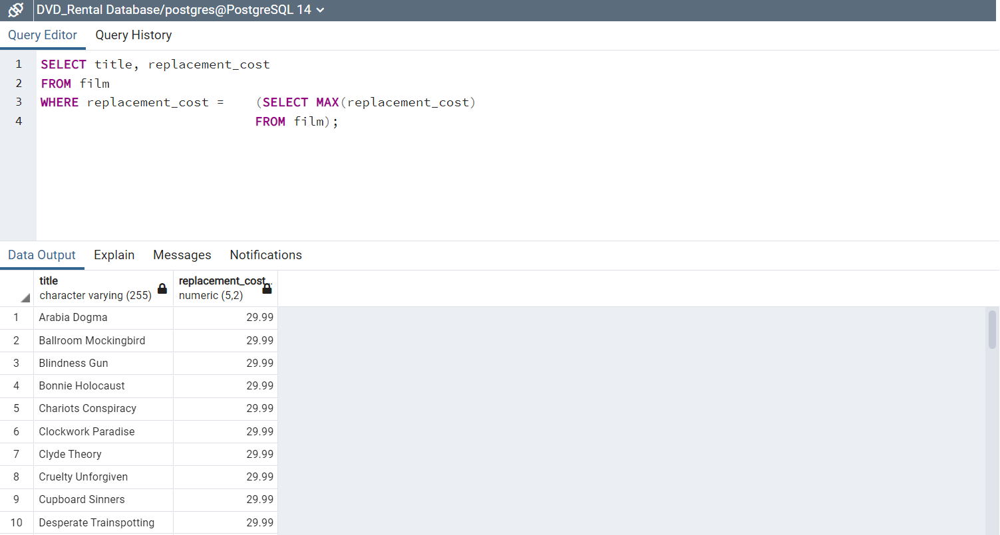 DVD_Rental Database/postgres@PostgreSQL 14
Query Editor Query History
1 SELECT title, replacement_cost
2 FROM film
3 WHERE replacement_cost = (SELECT MAX(replacement_cost)
4 FROM film);
Data Output Explain Messages Notifications
title replacement_cost..
character varying (255) numeric (5,2)
1 Arabia Dogma 29.99
2 Ballroom Mockingbird 29.99
3 Blindness Gun 29.99
4 Bonnie Holocaust 29.99
5 Chariots Conspiracy 29.99
6 Clockwork Paradise 29.99
7 Clyde Theory 29.99
8 Cruelty Unforgiven 29.99
9 Cupboard Sinners 29.99
10 Desperate Trainspotting 29.99